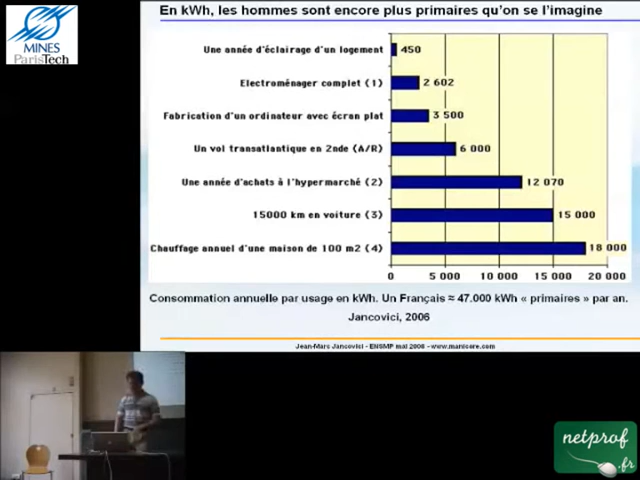 En kWh, les hommes sont encore plus primaires qu'on se l'imagine
MINES
ParisTech
Une année d'éclairage d'un logement 450
Electroménager complet (1) 2 602
Fabrication d'un ordinateur avec écran plat 3 500
Un vol transatlantique en 2nde (A/R) 6 000
Une année d'achats à l'hypermarché (2) 12 070
15000 km en voiture (3) 15 000
Chauffage annuel d'une maison de 100 m2 (4) 18 000
0 5 000 10 000 15 000 20 000
Consommation annuelle par usage en kWh. Un Français ≈ 47.000 kWh « primaires » par an.
Jancovici, 2006
Jean-Marc Jancovici - ENSMP mai 2008 - www.manicore.com
netprof
.fr